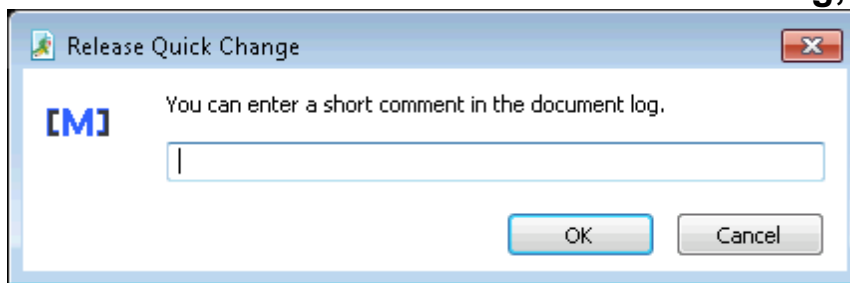 Release Quick Change
[M]
You can enter a short comment in the document log.
OK Cancel